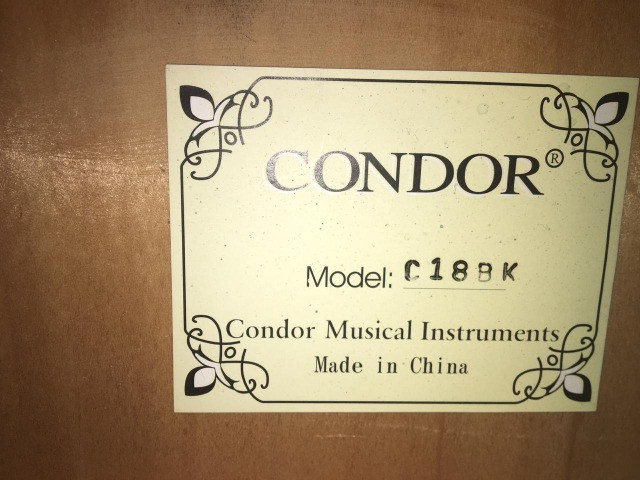 CONDOR®
Model: C18BK
Condor Musical Instruments
Made in China